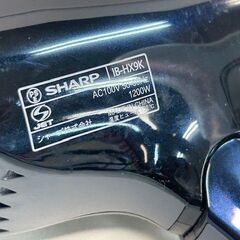 PS E
SHARP IB-HX9K
AC100V 50-60Hz
1200W
S
JET
シャープ株式会社
MADE IN CHINA